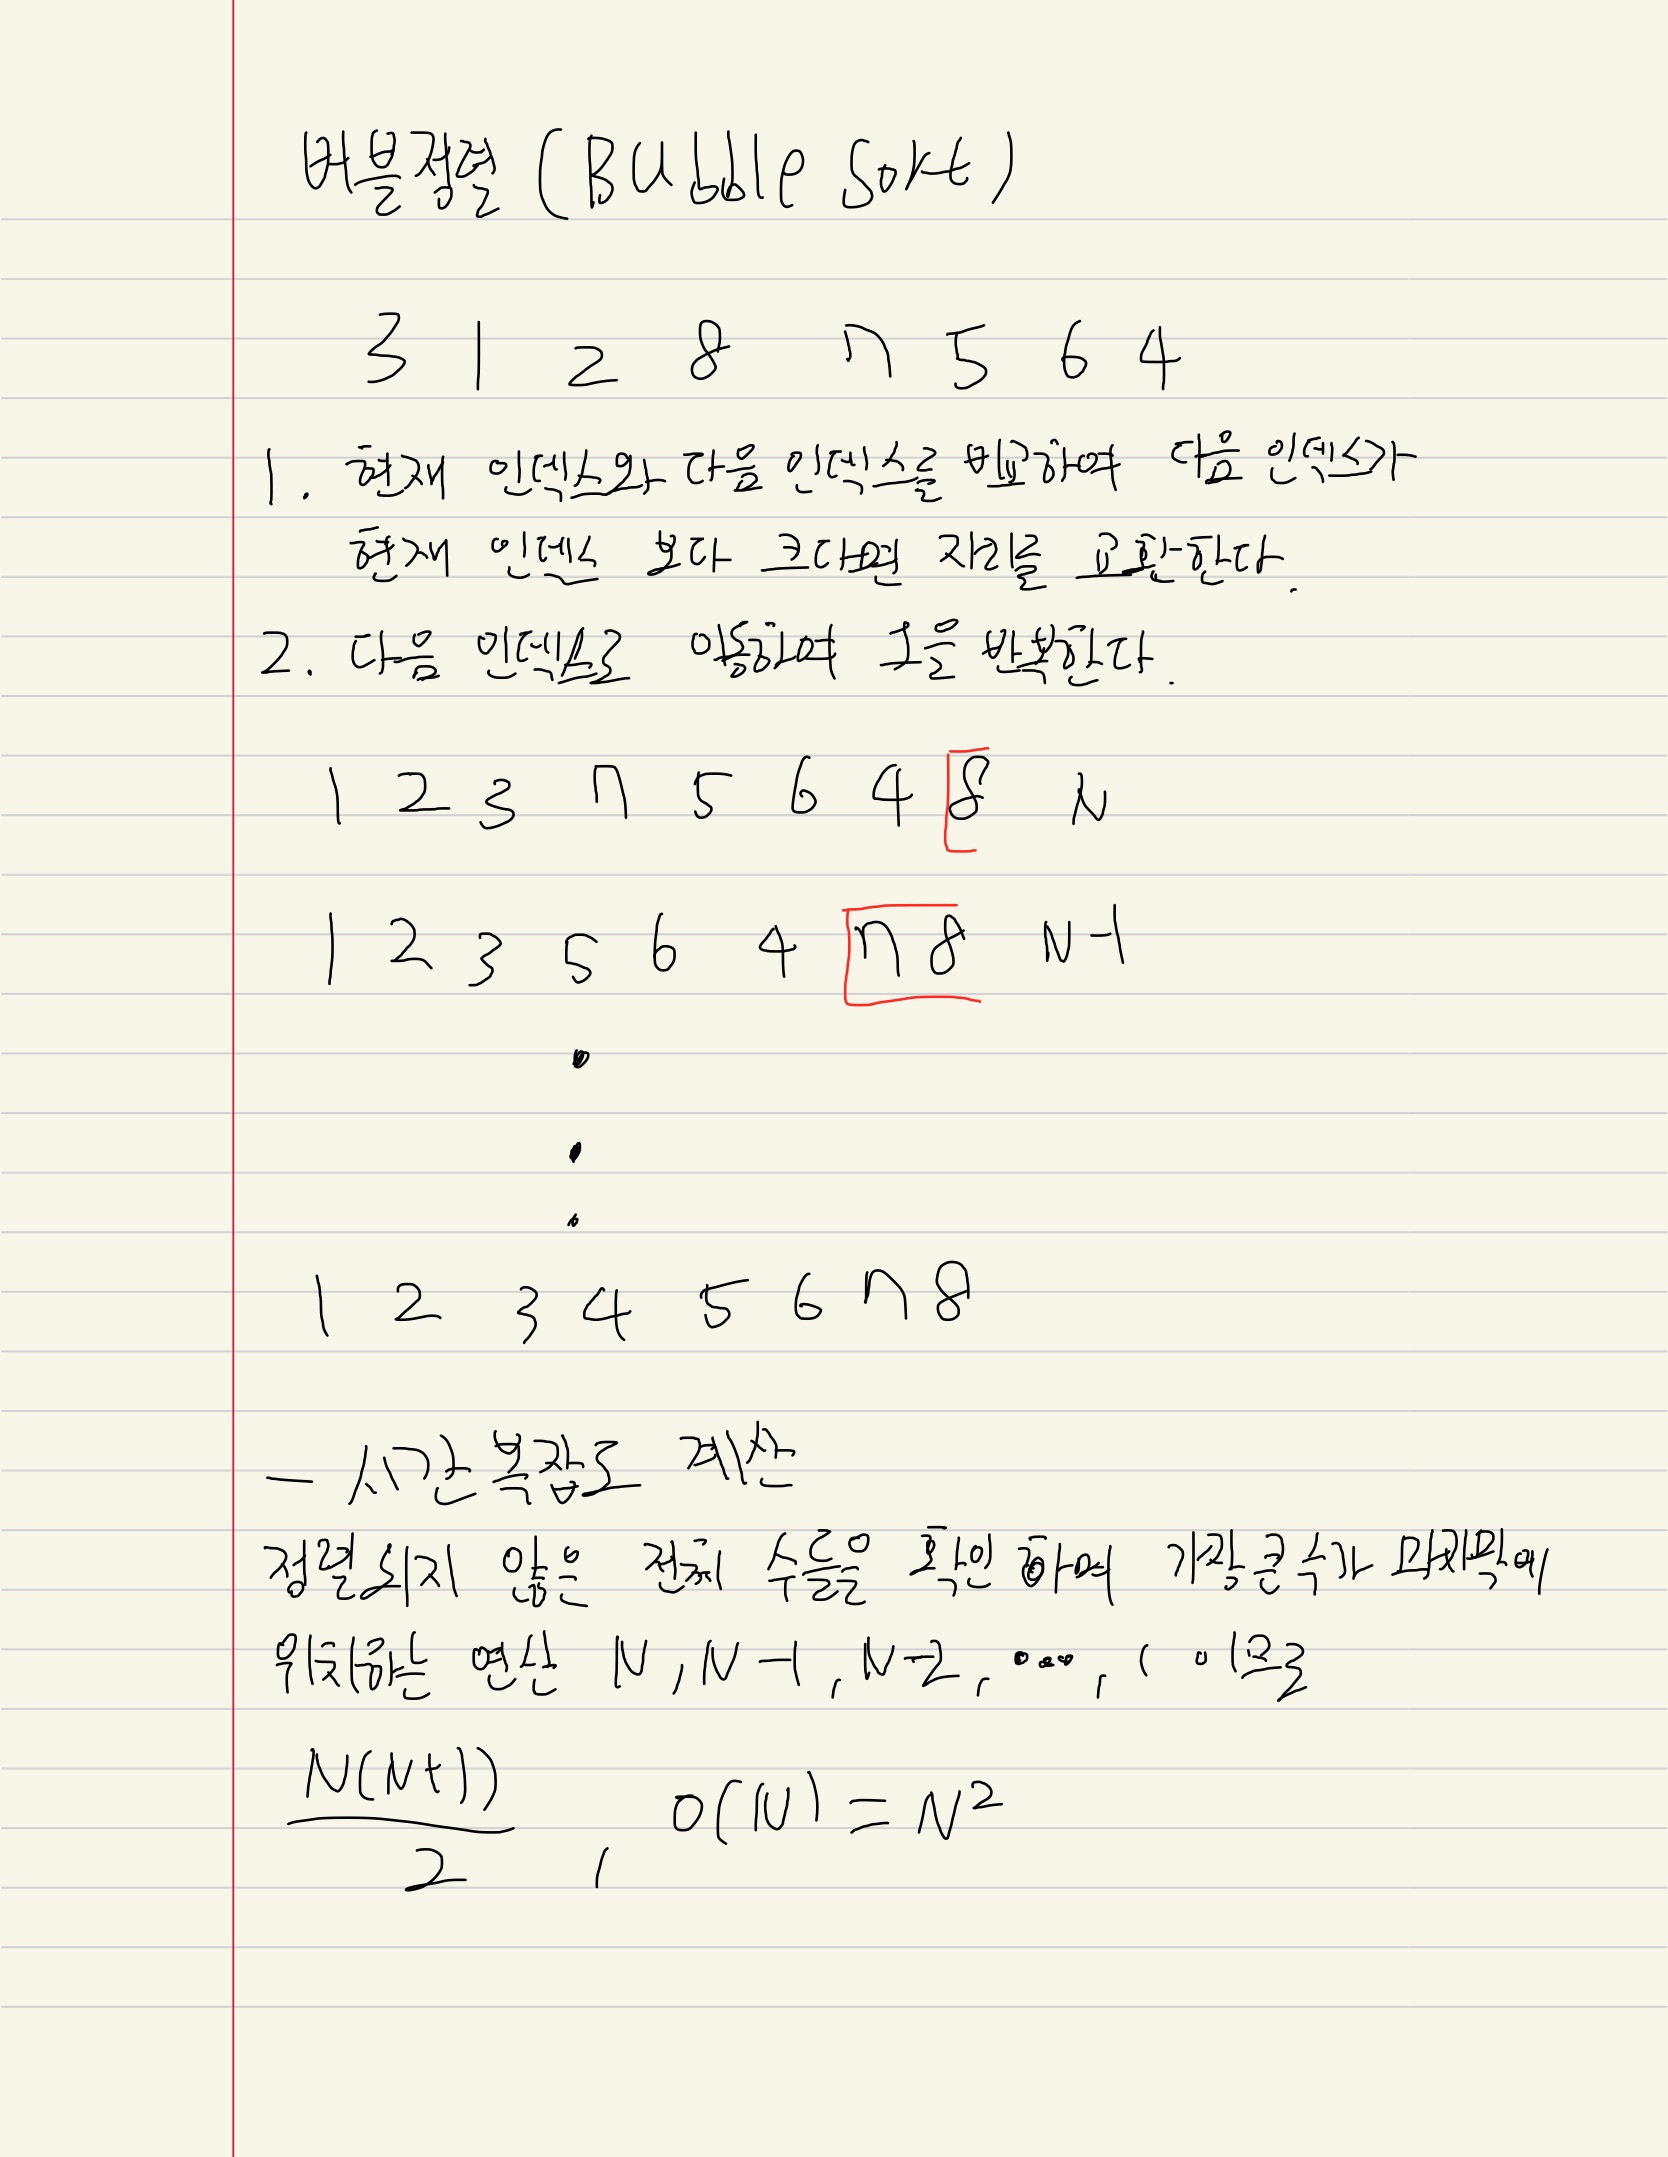 버블정렬 (Bubble Sort)
3 1 2 8 7 5 6 4
1. 현재 인덱스와 다음 인덱스를 비교하여 다음 인덱스가
현재 인덱스 보다 크다면 자리를 교환한다.
2. 다음 인덱스로 이동하여 1을 반복한다.
1 2 3 7 5 6 4 8 N
1 2 3 5 6 4 7 8 N-1
1 2 3 4 5 6 7 8
- 시간복잡도 계산
정렬되지 않은 전체 수들을 확인하여 가장 큰 수가 마지막에
위치하는 연산 N, N-1, N-2, ..., 1 이므로
N(N+1)
2 , O(N) = N²